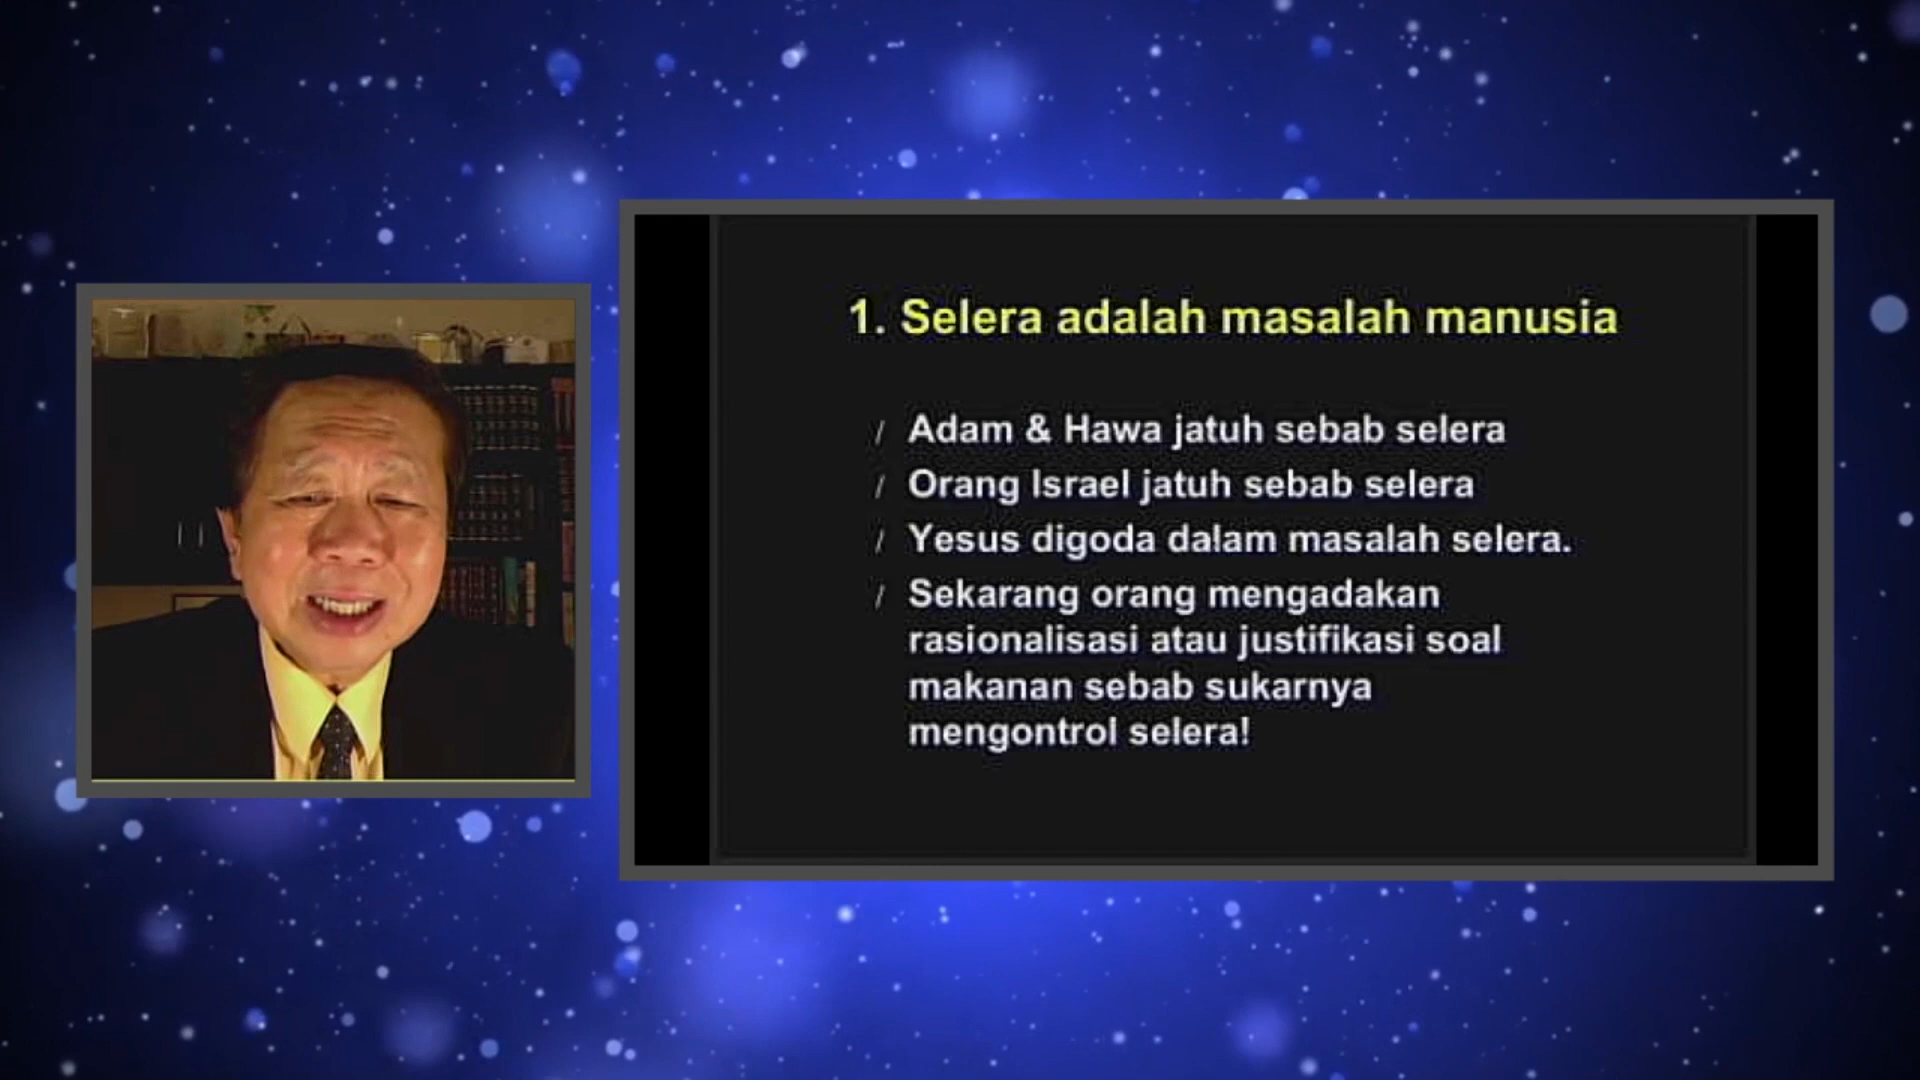 1. Selera adalah masalah manusia
/ Adam & Hawa jatuh sebab selera
/ Orang Israel jatuh sebab selera
/ Yesus digoda dalam masalah selera.
/ Sekarang orang mengadakan
rasionalisasi atau justifikasi soal
makanan sebab sukarnya
mengontrol selera!